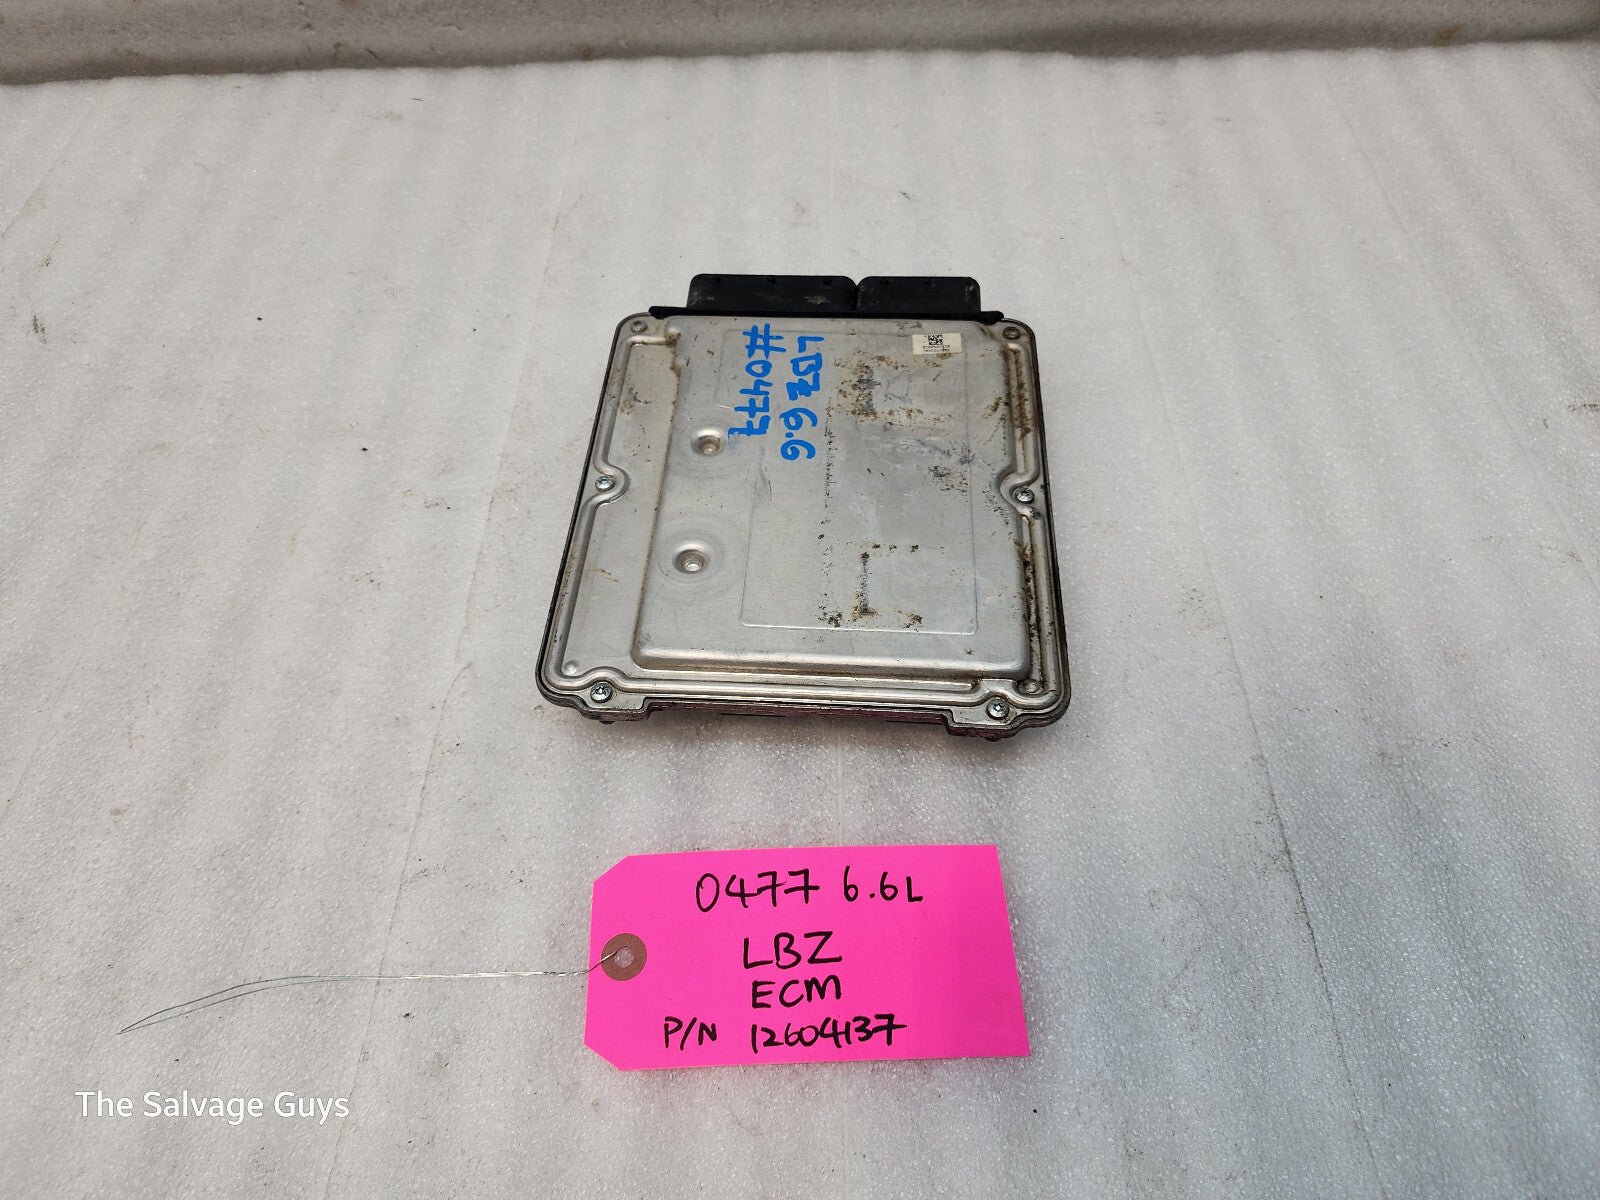 #0477
LBZ 6.6
0477 6.6L
LBZ
ECM
P/N 12604137
The Salvage Guys